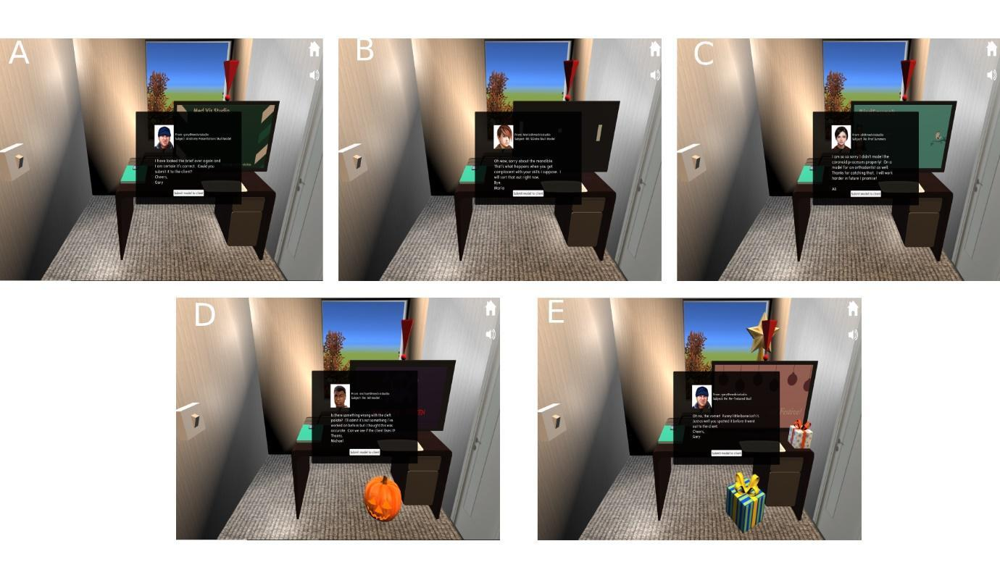 A
Med Vis Studio
From: gary@medvisstudio
Subject: Anatomy Presentations Skull Model
I have looked the brief over again and
I am certain it's correct. Could you
submit it to the client?
Cheers,
Gary
Submit model to client
B
From: Maria@medvisstudio
Subject: RE: Skull Model
Oh wow, sorry about the mandible
That's what happens when you get
complacent with your skills I suppose. I
will sort that out right now.
Bye,
Maria
Submit model to client
C
From: ali@medvisstudio
Subject: Re: Prof Summers
I am so so sorry I didn't model the
coronoid processes properly! On a
model for an orthodontist as well.
Thanks for catching that, I will work
harder in future I promise!
Ali
Submit model to client
D
From: michael@medvisstudio
Subject: Re: model
Is there something wrong with the cleft
palate? I'll admit it's not something I've
worked on before but I thought this was
accurate. Can we see if the client likes it?
Thanks,
Michael
Submit model to client
E
From: gary@medvisstudio
Subject: Re: Re-Textured Skull
Oh no, the vomer! Funny little bone isn't it.
Just as well you spotted it before it went
out to the client.
Cheers,
Gary
Festive!
Submit model to client